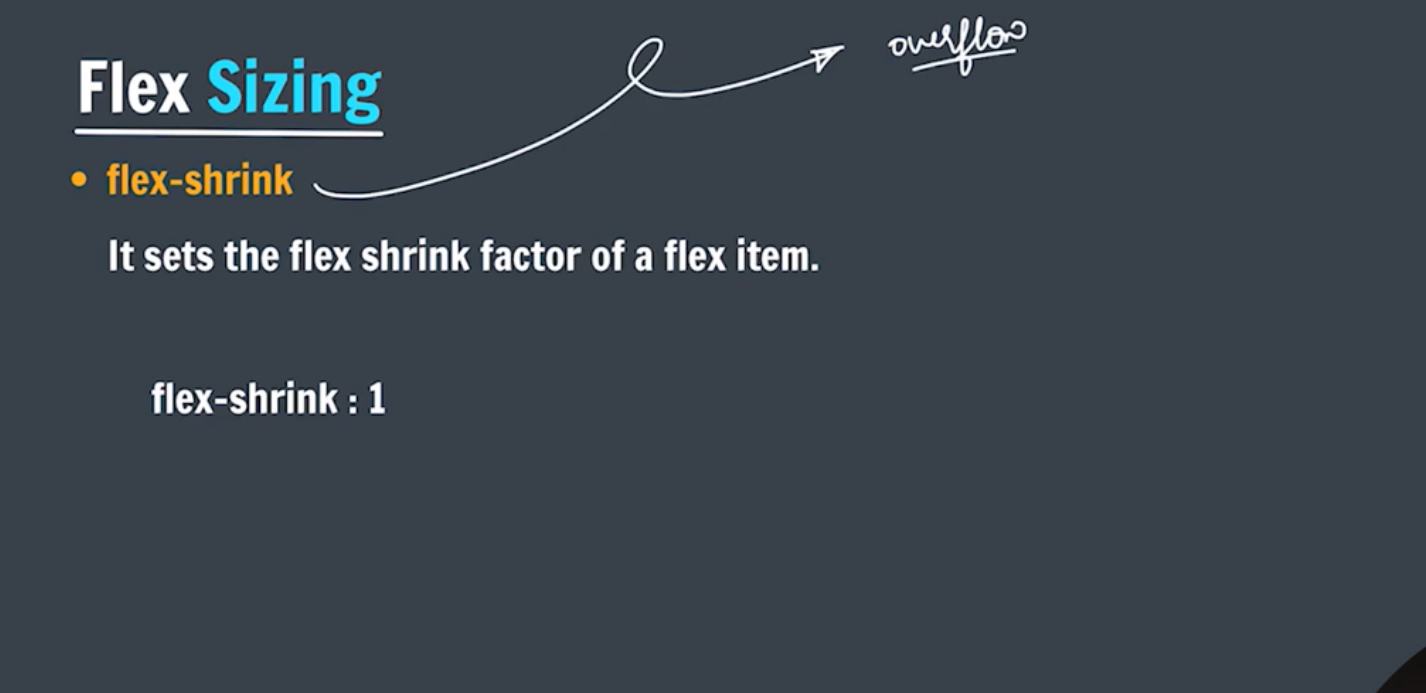 overflow
Flex Sizing
• flex-shrink
It sets the flex shrink factor of a flex item.
flex-shrink : 1